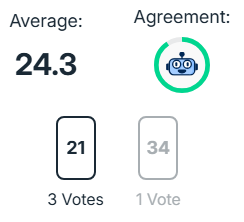 Average: Agreement:
24.3
21 34
3 Votes 1 Vote